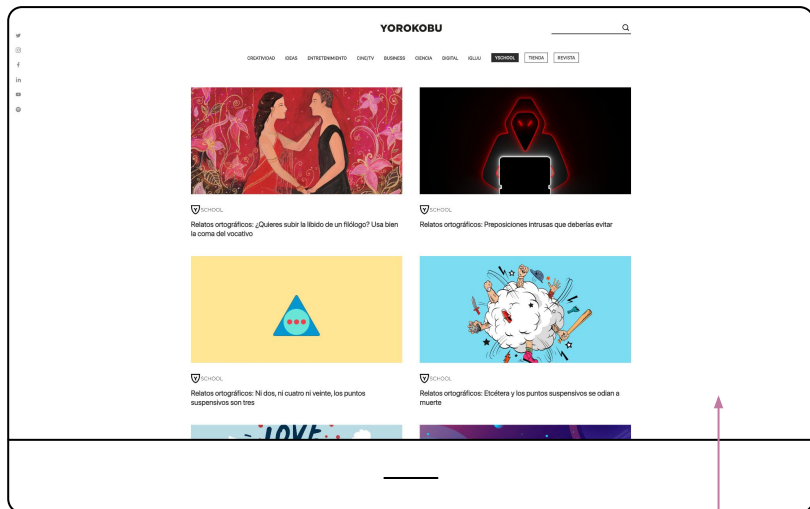 YOROKOBU
CREATIVIDAD IDEAS ENTRETENIMIENTO CINE/TV BUSINESS CIENCIA DIGITAL IGLUU YSCHOOL TIENDA REVISTA
Y SCHOOL
Relatos ortográficos: ¿Quieres subir la libido de un filólogo? Usa bien
la coma del vocativo
Y SCHOOL
Relatos ortográficos: Preposiciones intrusas que deberías evitar
Y SCHOOL
Relatos ortográficos: Ni dos, ni cuatro ni veinte, los puntos
suspensivos son tres
Y SCHOOL
Relatos ortográficos: Etcétera y los puntos suspensivos se odian a
muerte
LOVE